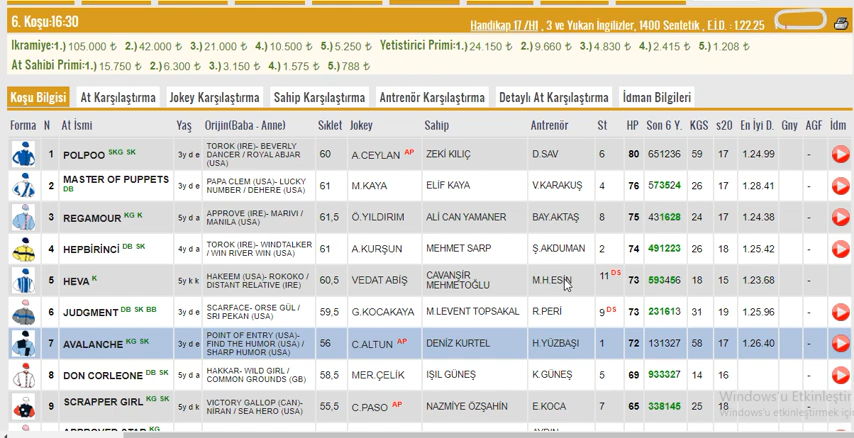 6. Koşu:16:30
Handikap 17 /H1 , 3 ve Yukarı İngilizler, 1400 Sentetik , E.İ.D. : 1.22.25
İkramiye: 1.) 105.000 ₺ 2.) 42.000 ₺ 3.) 21.000 ₺ 4.) 10.500 ₺ 5.) 5.250 ₺ Yetistirici Primi: 1.) 24.150 ₺ 2.) 9.660 ₺ 3.) 4.830 ₺ 4.) 2.415 ₺ 5.) 1.208 ₺
At Sahibi Primi: 1.) 15.750 ₺ 2.) 6.300 ₺ 3.) 3.150 ₺ 4.) 1.575 ₺ 5.) 788 ₺
Koşu Bilgisi At Karşılaştırma Jokey Karşılaştırma Sahip Karşılaştırma Antrenör Karşılaştırma Detaylı At Karşılaştırma İdman Bilgileri
Forma N At İsmi Yaş Orijin(Baba - Anne) Sıklet Jokey Sahip Antrenör St HP Son 6 Y. KGS s20 En İyi D. Gny AGF İdm
1 POLPOO SKG SK 3y d e TOROK (IRE)- BEVERLY DANCER / ROYAL ABJAR (USA) 60 A.CEYLAN AP ZEKİ KILIÇ D.SAV 6 80 651236 59 17 1.24.99 -
2 MASTER OF PUPPETS DB 3y d e PAPA CLEM (USA)- LUCKY NUMBER / DEHERE (USA) 61 M.KAYA ELİF KAYA V.KARAKUŞ 4 76 573524 26 17 1.28.41 -
3 REGAMOUR KG K 5y d a APPROVE (IRE)- MARIVI / MANILA (USA) 61,5 Ö.YILDIRIM ALİ CAN YAMANER BAY.AKTAŞ 8 75 431628 24 17 1.24.38 -
4 HEPBİRİNCİ DB SK 4y d a TOROK (IRE)- WINDTALKER / WIN RIVER WIN (USA) 61 A.KURŞUN MEHMET SARP Ş.AKDUMAN 2 74 491223 26 18 1.25.42 -
5 HEVA K 5y k k HAKEEM (USA)- ROKOKO / DISTANT RELATIVE (IRE) 60,5 VEDAT ABİŞ CAVANŞİR MEHMETOĞLU M.H.ESİN 11 DS 73 593456 18 15 1.23.68 -
6 JUDGMENT DB SK BB 3y d e SCARFACE- ORSE GÜL / SRI PEKAN (USA) 59,5 G.KOCAKAYA M.LEVENT TOPSAKAL R.PERİ 9 DS 73 231613 31 19 1.25.96 -
7 AVALANCHE KG SK 3y d e POINT OF ENTRY (USA)- FIND THE HUMOR (USA) / SHARP HUMOR (USA) 56 C.ALTUN AP DENİZ KURTEL H.YÜZBAŞI 1 72 131327 58 17 1.26.40 -
8 DON CORLEONE DB SK 5y d a HAKKAR- WILD GIRL / COMMON GROUNDS (GB) 58,5 MER.ÇELİK IŞIL GÜNEŞ K.GÜNEŞ 5 69 933327 14 16 -
9 SCRAPPER GIRL KG SK 5y d a VICTORY GALLOP (CAN)- NIRAN / SEA HERO (USA) 55,5 C.PASO AP NAZMİYE ÖZŞAHİN E.KOCA 7 65 338145 25 18 -
Windows'u Etkinleştir
Windows'u etkinleştirmek için